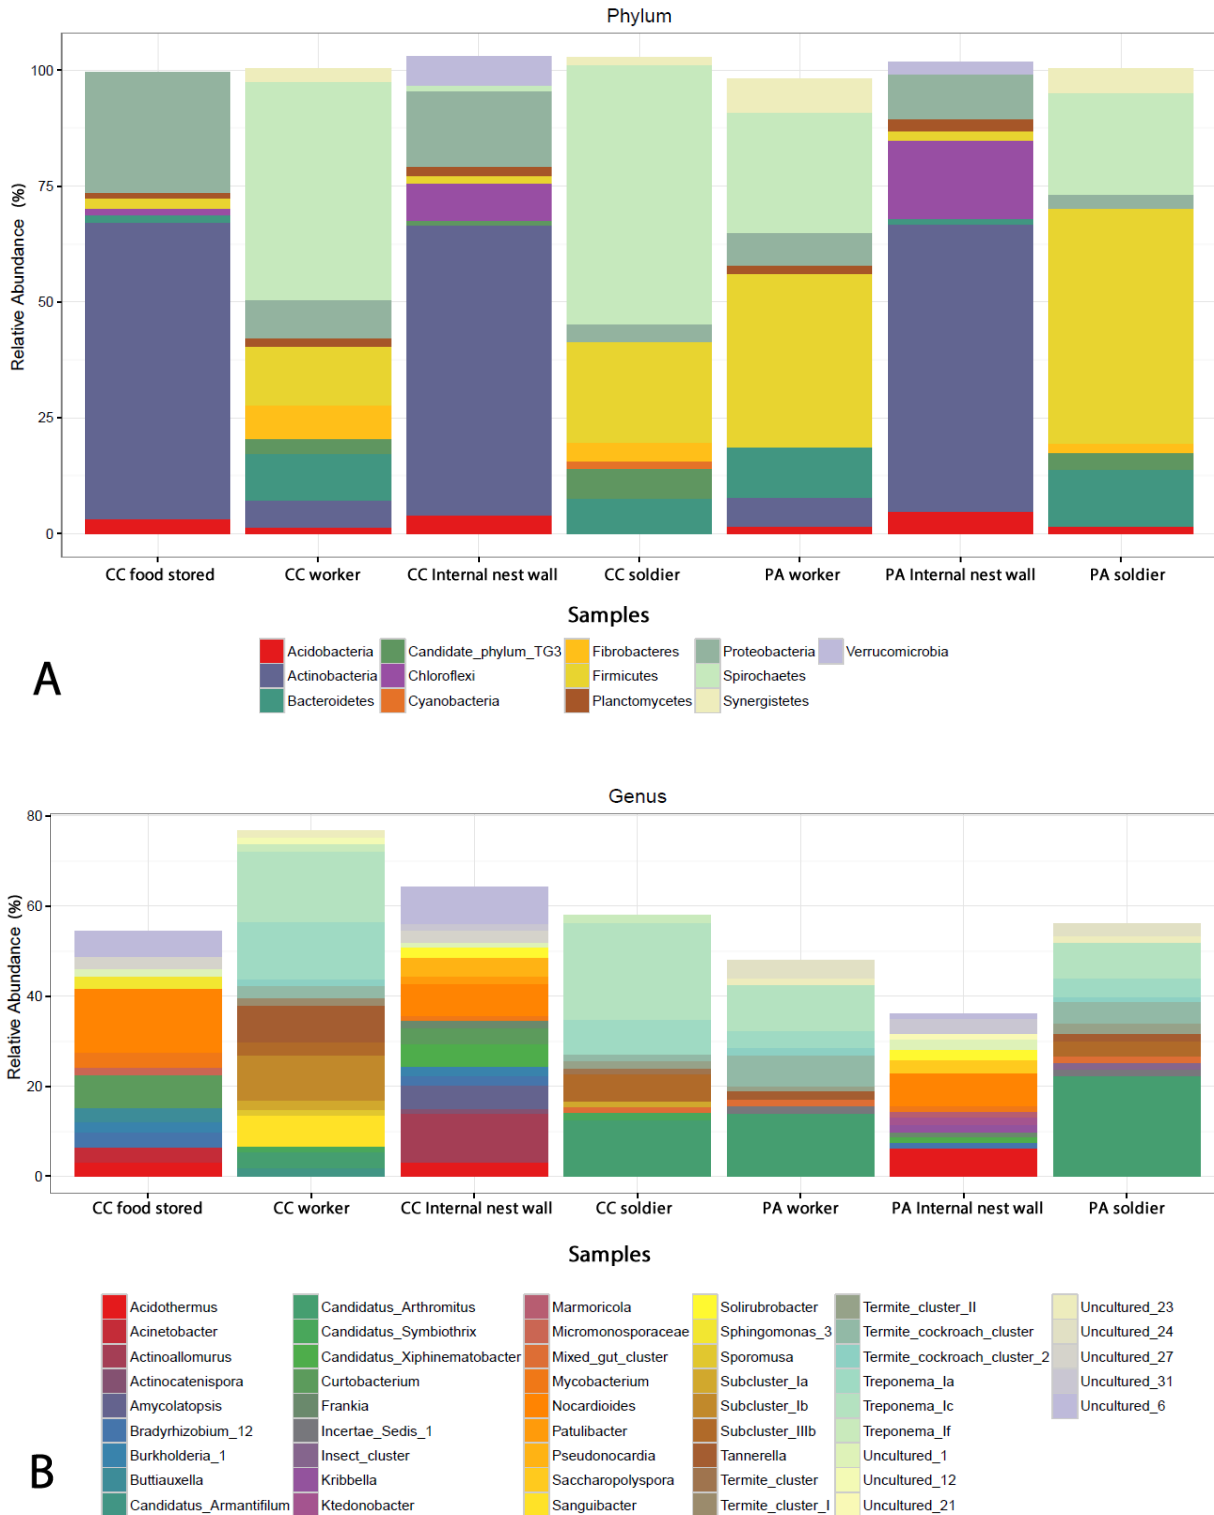 Phylum
Relative Abundance (%)
100
75
50
25
0
CC food stored CC worker CC Internal nest wall CC soldier PA worker PA Internal nest wall PA soldier
Samples
A
Acidobacteria Candidate_phylum_TG3 Fibrobacteres Proteobacteria Verrucomicrobia
Actinobacteria Chloroflexi Firmicutes Spirochaetes
Bacteroidetes Cyanobacteria Planctomycetes Synergistetes
Genus
Relative Abundance (%)
80
60
40
20
0
CC food stored CC worker CC Internal nest wall CC soldier PA worker PA Internal nest wall PA soldier
Samples
B
Acidothermus Candidatus_Arthromitus Marmoricola Solirubrobacter Termite_cluster_II Uncultured_23
Acinetobacter Candidatus_Symbiothrix Micromonosporaceae Sphingomonas_3 Termite_cockroach_cluster Uncultured_24
Actinoallomurus Candidatus_Xiphinematobacter Mixed_gut_cluster Sporomusa Termite_cockroach_cluster_2 Uncultured_27
Actinocatenispora Curtobacterium Mycobacterium Subcluster_Ia Treponema_Ia Uncultured_31
Amycolatopsis Frankia Nocardioides Subcluster_Ib Treponema_Ic Uncultured_6
Bradyrhizobium_12 Incertae_Sedis_1 Patulibacter Subcluster_IIIb Treponema_If
Burkholderia_1 Insect_cluster Pseudonocardia Tannerella Uncultured_1
Buttiauxella Kribbella Saccharopolyspora Termite_cluster Uncultured_12
Candidatus_Armantifilum Ktedonobacter Sanguibacter Termite_cluster_I Uncultured_21